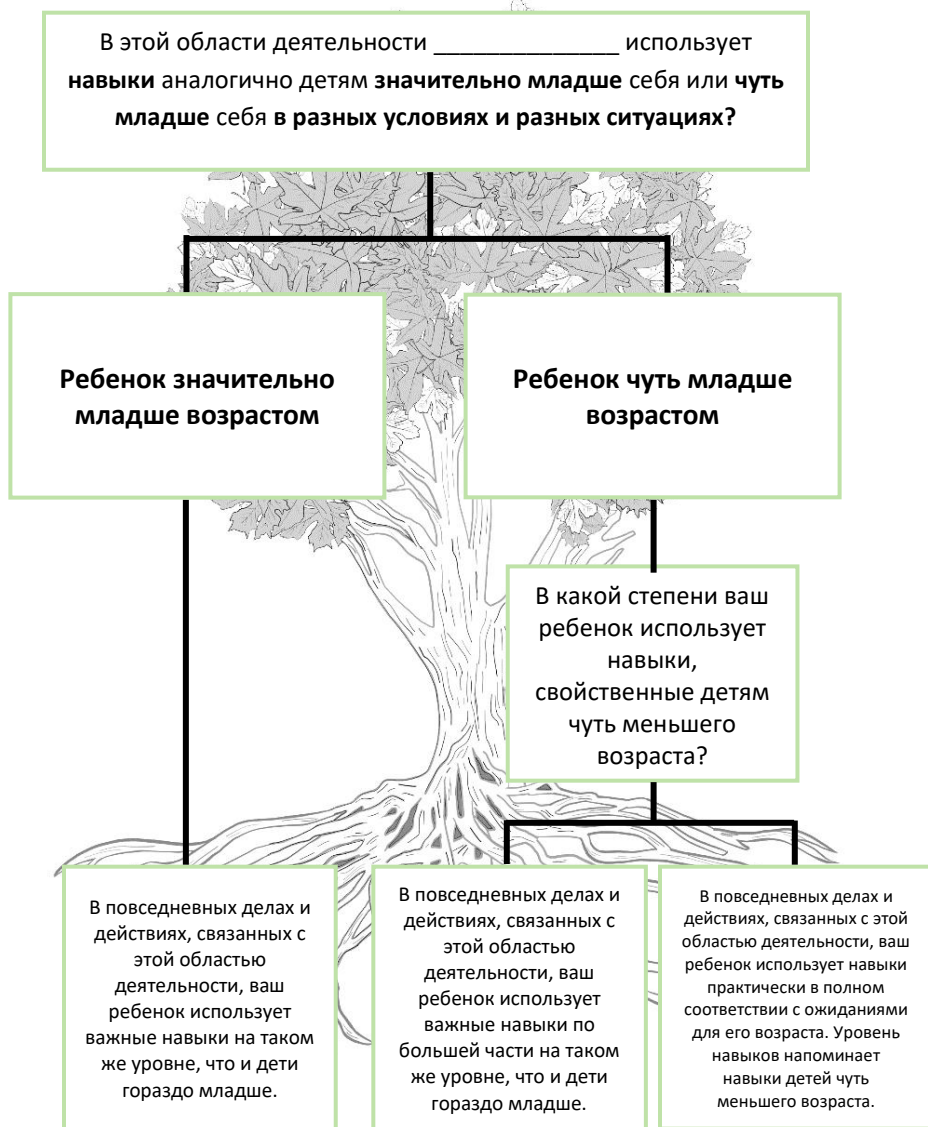 В этой области деятельности _______________ использует
навыки аналогично детям значительно младше себя или чуть
младше себя в разных условиях и разных ситуациях?
Ребенок значительно
младше возрастом
Ребенок чуть младше
возрастом
В какой степени ваш
ребенок использует
навыки,
свойственные детям
чуть меньшего
возраста?
В повседневных делах и
действиях, связанных с
этой областью
деятельности, ваш
ребенок использует
важные навыки на таком
же уровне, что и дети
гораздо младше.
В повседневных делах и
действиях, связанных с
этой областью
деятельности, ваш
ребенок использует
важные навыки по
большей части на таком
же уровне, что и дети
гораздо младше.
В повседневных делах и
действиях, связанных с этой
областью деятельности, ваш
ребенок использует навыки
практически в полном
соответствии с ожиданиями
для его возраста. Уровень
навыков напоминает
навыки детей чуть
меньшего возраста.